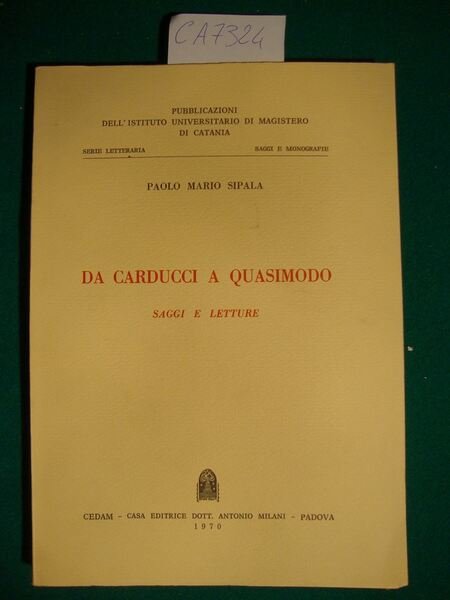 CA7324
PUBBLICAZIONI
DELL'ISTITUTO UNIVERSITARIO DI MAGISTERO
DI CATANIA
SERIE LETTERARIA SAGGI E MONOGRAFIE
PAOLO MARIO SIPALA
DA CARDUCCI A QUASIMODO
SAGGI E LETTURE
CEDAM - CASA EDITRICE DOTT. ANTONIO MILANI - PADOVA
1970